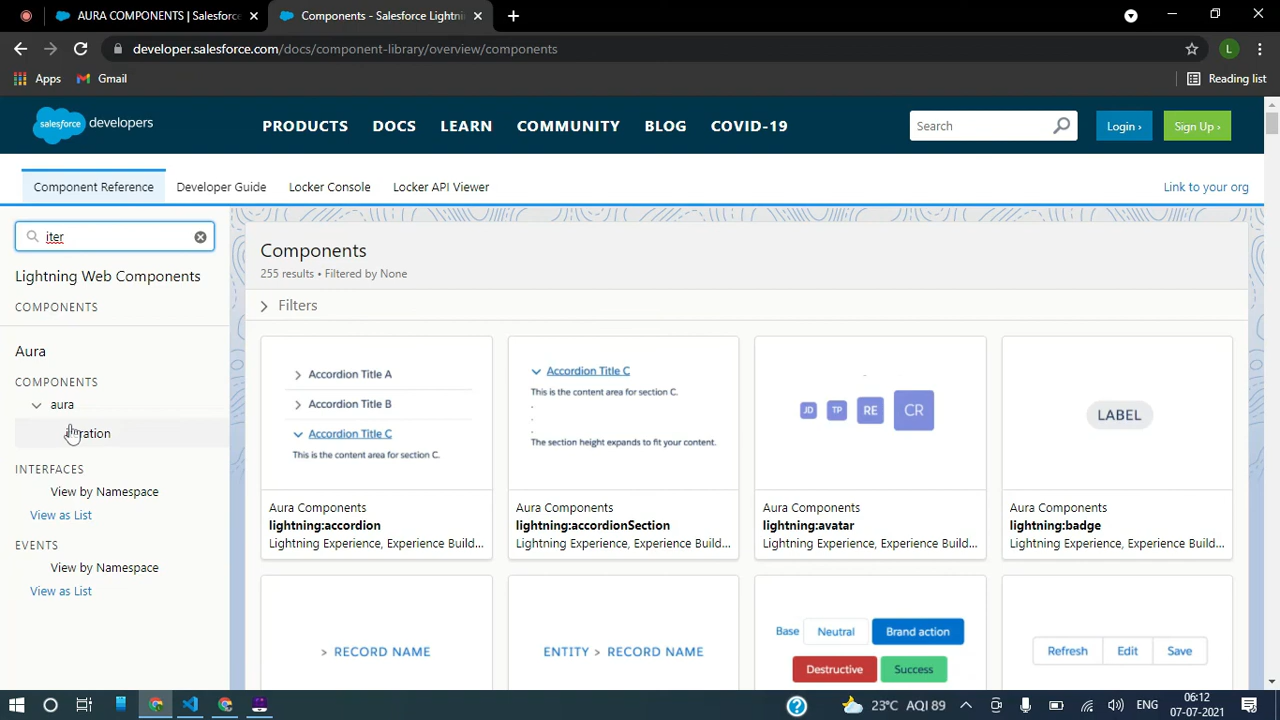 AURA COMPONENTS | Salesforce
Components - Salesforce Lightnin
developer.salesforce.com/docs/component-library/overview/components
L
Apps
Gmail
Reading list
salesforce developers
PRODUCTS DOCS LEARN COMMUNITY BLOG COVID-19
Search
Login ›
Sign Up ›
Component Reference
Developer Guide
Locker Console
Locker API Viewer
Link to your org
iter
Lightning Web Components
COMPONENTS
Aura
COMPONENTS
aura
INTERFACES
View by Namespace
View as List
EVENTS
View by Namespace
View as List
Components
255 results • Filtered by None
Filters
Accordion Title A
Accordion Title B
Accordion Title C
This is the content area for section C.
Aura Components
lightning:accordion
Lightning Experience, Experience Build...
Accordion Title C
This is the content area for section C.
.
.
The section height expands to fit your content.
Aura Components
lightning:accordionSection
Lightning Experience, Experience Build...
JD TP RE CR
Aura Components
lightning:avatar
Lightning Experience, Experience Build...
LABEL
Aura Components
lightning:badge
Lightning Experience, Experience Build...
> RECORD NAME
ENTITY > RECORD NAME
Base Neutral Brand action
Destructive Success
Refresh Edit Save
23°C AQI 89
ENG
06:12
07-07-2021